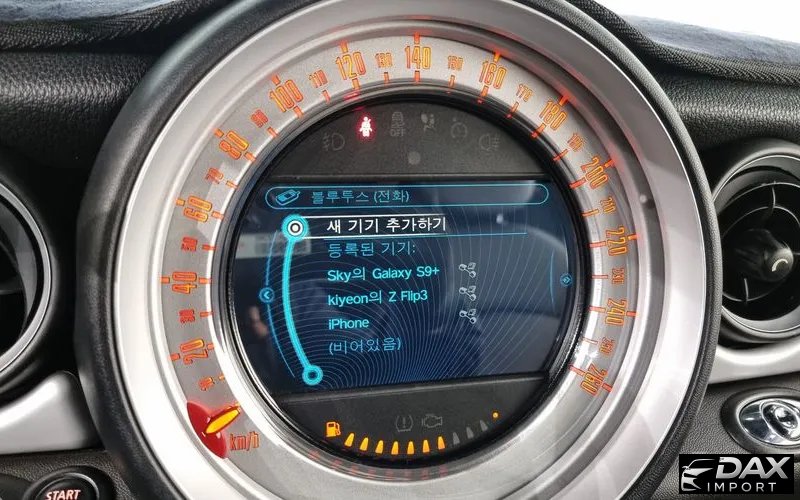 블루투스 (전화)
새 기기 추가하기
등록된 기기:
Sky의 Galaxy S9+
kiyeon의 Z Flip3
iPhone
(비어있음)
20
40
60
80
100
120
140
160
180
200
220
240
260
km/h
OFF
START
DAX
IMPORT